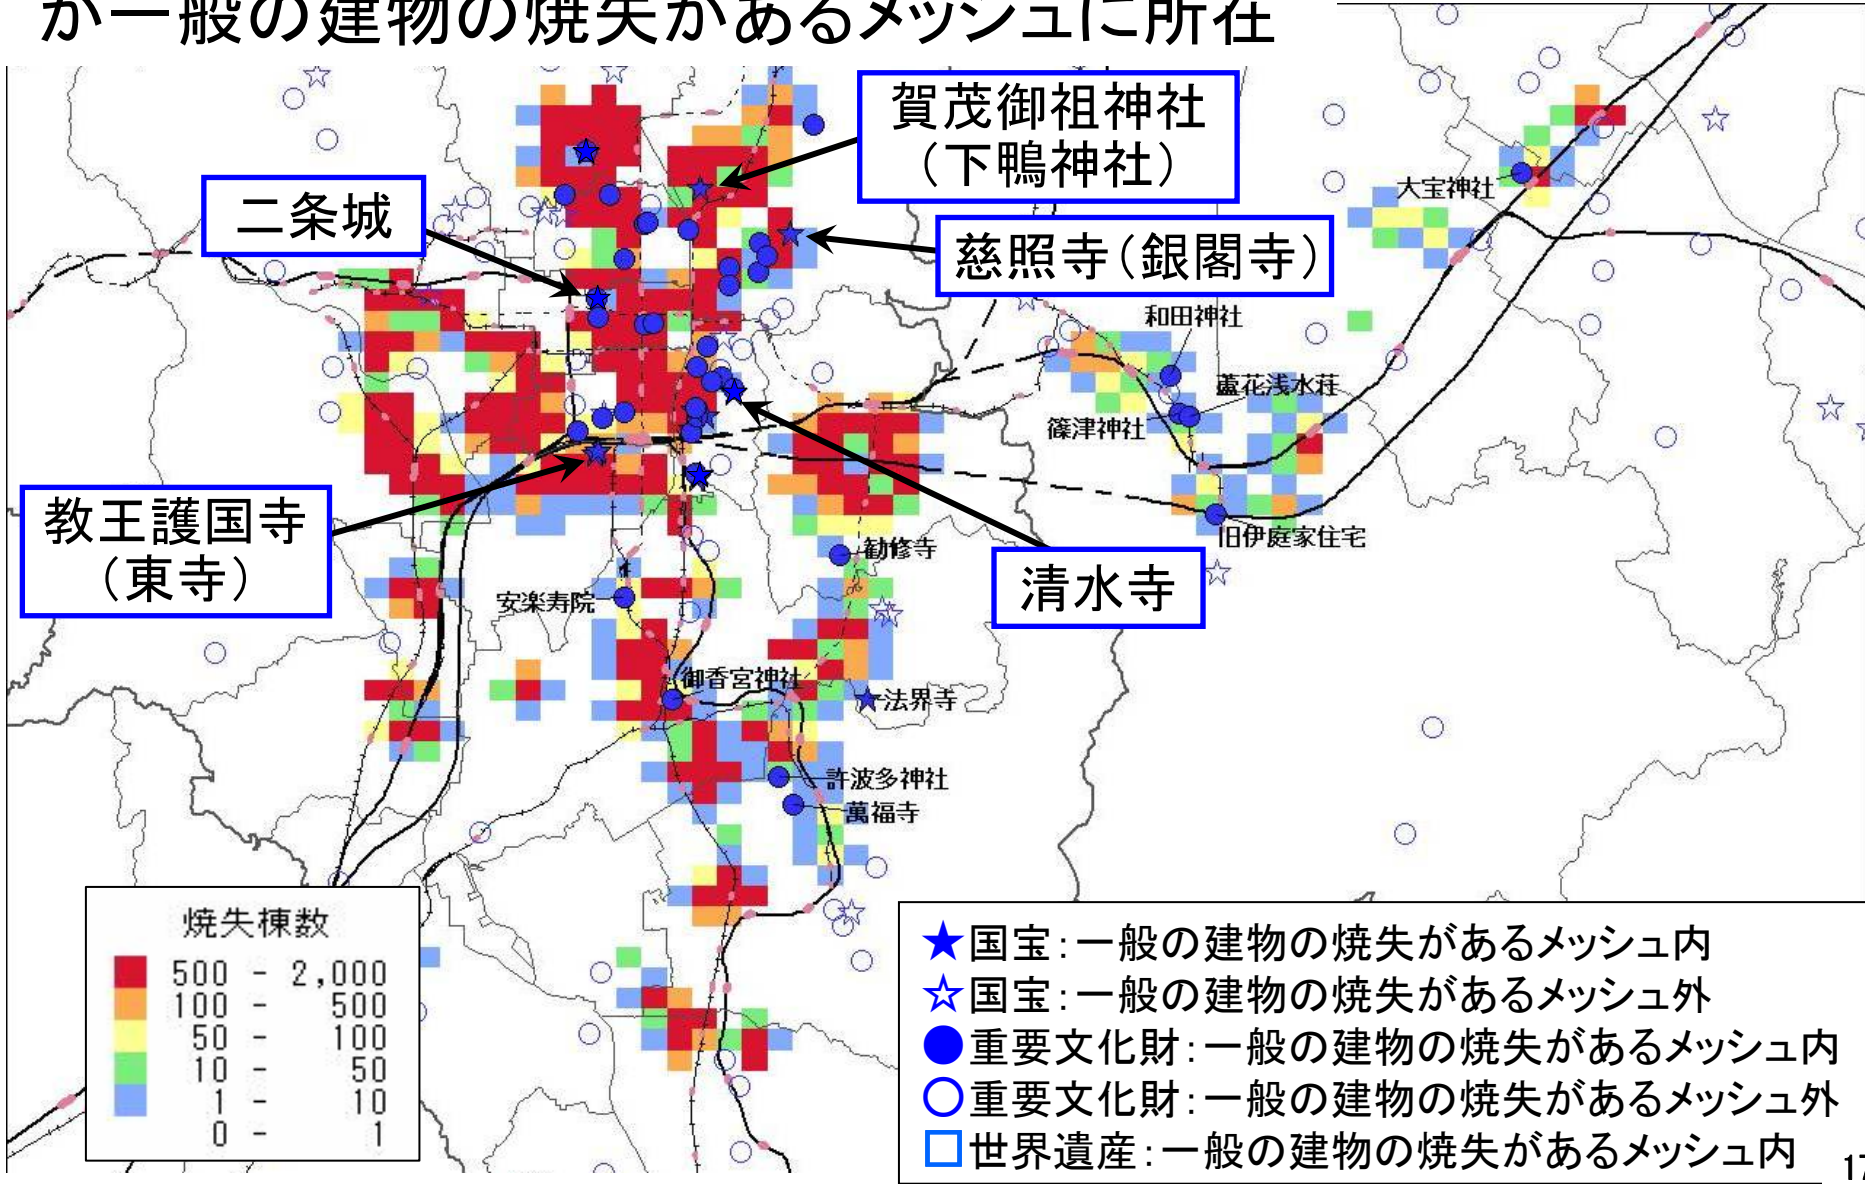 が一般の建物の焼失があるメッシュに所在
賀茂御祖神社
（下鴨神社）
二条城
慈照寺（銀閣寺）
大宝神社
和田神社
蘆花浅水荘
篠津神社
教王護国寺
（東寺）
旧伊庭家住宅
勧修寺
清水寺
安楽寿院
御香宮神社
法界寺
許波多神社
萬福寺
焼失棟数
500 - 2,000
100 - 500
50 - 100
10 - 50
1 - 10
0 - 1
★国宝：一般の建物の焼失があるメッシュ内
☆国宝：一般の建物の焼失があるメッシュ外
●重要文化財：一般の建物の焼失があるメッシュ内
○重要文化財：一般の建物の焼失があるメッシュ外
□世界遺産：一般の建物の焼失があるメッシュ内
17